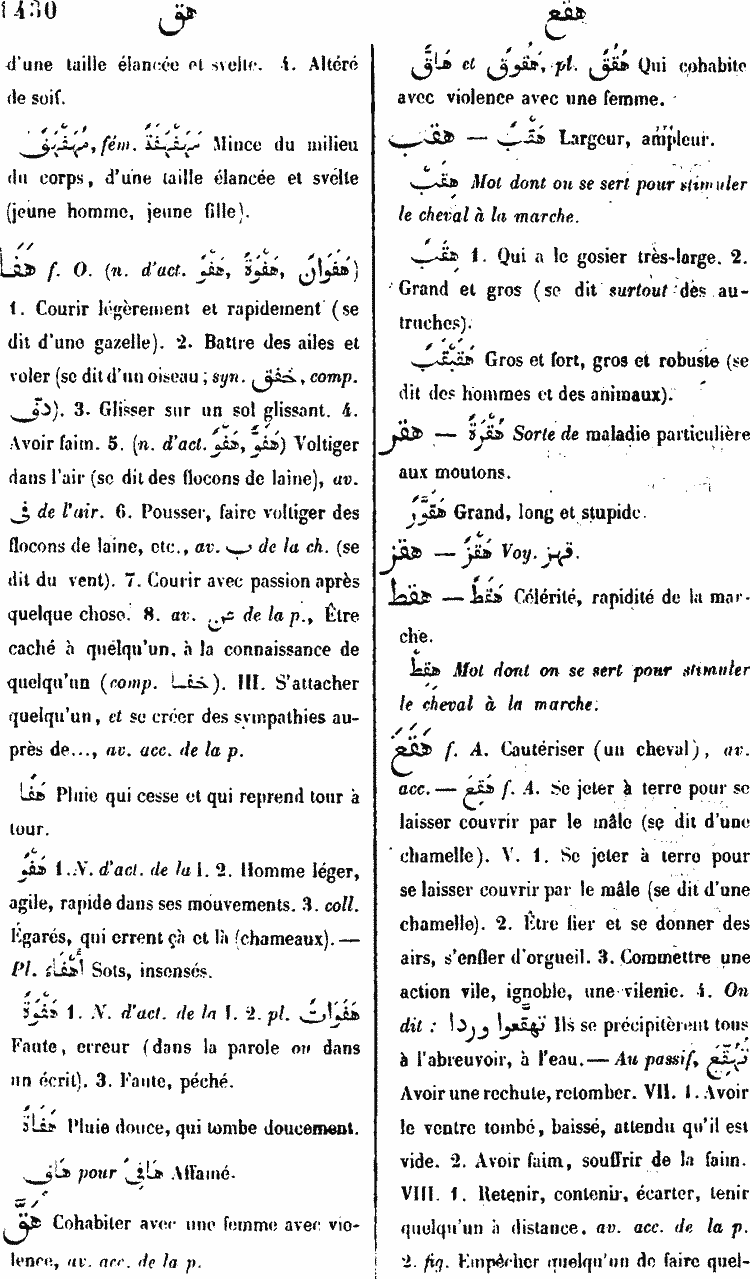 1430 هق هقع
d'une taille élancée et svelte. 4. Altéré
de soif.
مُهَفْهَفٌ, fém. مُهَفْهَفَةٌ Mince du milieu
du corps, d'une taille élancée et svelte
(jeune homme, jeune fille).
هَفَا f. O. (n. d'act. هَفْوٌ, هَفْوَةٌ, هَفَوَانٌ)
1. Courir légèrement et rapidement (se
dit d'une gazelle). 2. Battre des ailes et
voler (se dit d'un oiseau; syn. خفق, comp.
دفّ). 3. Glisser sur un sol glissant. 4.
Avoir faim. 5. (n. d'act. هَفْوٌ, هُفُوٌّ) Voltiger
dans l'air (se dit des flocons de laine), av.
فى de l'air. 6. Pousser, faire voltiger des
flocons de laine, etc., av. ب de la ch. (se
dit du vent). 7. Courir avec passion après
quelque chose. 8. av. عن de la p., Être
caché à quelqu'un, à la connaissance de
quelqu'un (comp. خفا). III. S'attacher
quelqu'un, et se créer des sympathies au-
près de..., av. acc. de la p.
هَفًا Pluie qui cesse et qui reprend tour à
tour.
هَفْوٌ 1. N. d'act. de la I. 2. Homme léger,
agile, rapide dans ses mouvements. 3. coll.
Égarés, qui errent çà et là (chameaux). —
Pl. أَهْفَاء Sots, insensés.
هَفْوَةٌ 1. N. d'act. de la I. 2. pl. هَفَوَاتٌ
Faute, erreur (dans la parole ou dans
un écrit). 3. Faute, péché.
هَفَاةٌ Pluie douce, qui tombe doucement.
هَافٍ pour هَافِىٌ Affamé.
هَقَّ Cohabiter avec une femme avec vio-
lence, av. acc. de la p.
هَاقٌّ et هَقُوقٌ, pl. هُقُقٌ Qui cohabite
avec violence avec une femme.
هقب — هَقَبٌ Largeur, ampleur.
هَقَبْ Mot dont on se sert pour stimuler
le cheval à la marche.
هِقَبٌّ 1. Qui a le gosier très-large. 2.
Grand et gros (se dit surtout des au-
truches).
هَقَبْقَبٌ Gros et fort, gros et robuste (se
dit des hommes et des animaux).
هقر — هُقْرَةٌ Sorte de maladie particulière
aux moutons.
هَقَوَّرٌ Grand, long et stupide.
هقز — هَقْزٌ Voy. قهز.
هقط — هَقْطٌ Célérité, rapidité de la mar-
che.
هِقِطْ Mot dont on se sert pour stimuler
le cheval à la marche.
هَقَعَ f. A. Cautériser (un cheval), av.
acc. — هَقِعَ f. A. Se jeter à terre pour se
laisser couvrir par le mâle (se dit d'une
chamelle). V. 1. Se jeter à terre pour
se laisser couvrir par le mâle (se dit d'une
chamelle). 2. Être fier et se donner des
airs, s'enfler d'orgueil. 3. Commettre une
action vile, ignoble, une vilenie. 4. On
dit : تهقّعوا وردا Ils se précipitèrent tous
à l'abreuvoir, à l'eau. — Au passif, تُهُقِّعَ
Avoir une rechute, retomber. VII. 1. Avoir
le ventre tombé, baissé, attendu qu'il est
vide. 2. Avoir faim, souffrir de la faim.
VIII. 1. Retenir, contenir, écarter, tenir
quelqu'un à distance, av. acc. de la p.
2. fig. Empêcher quelqu'un de faire quel-